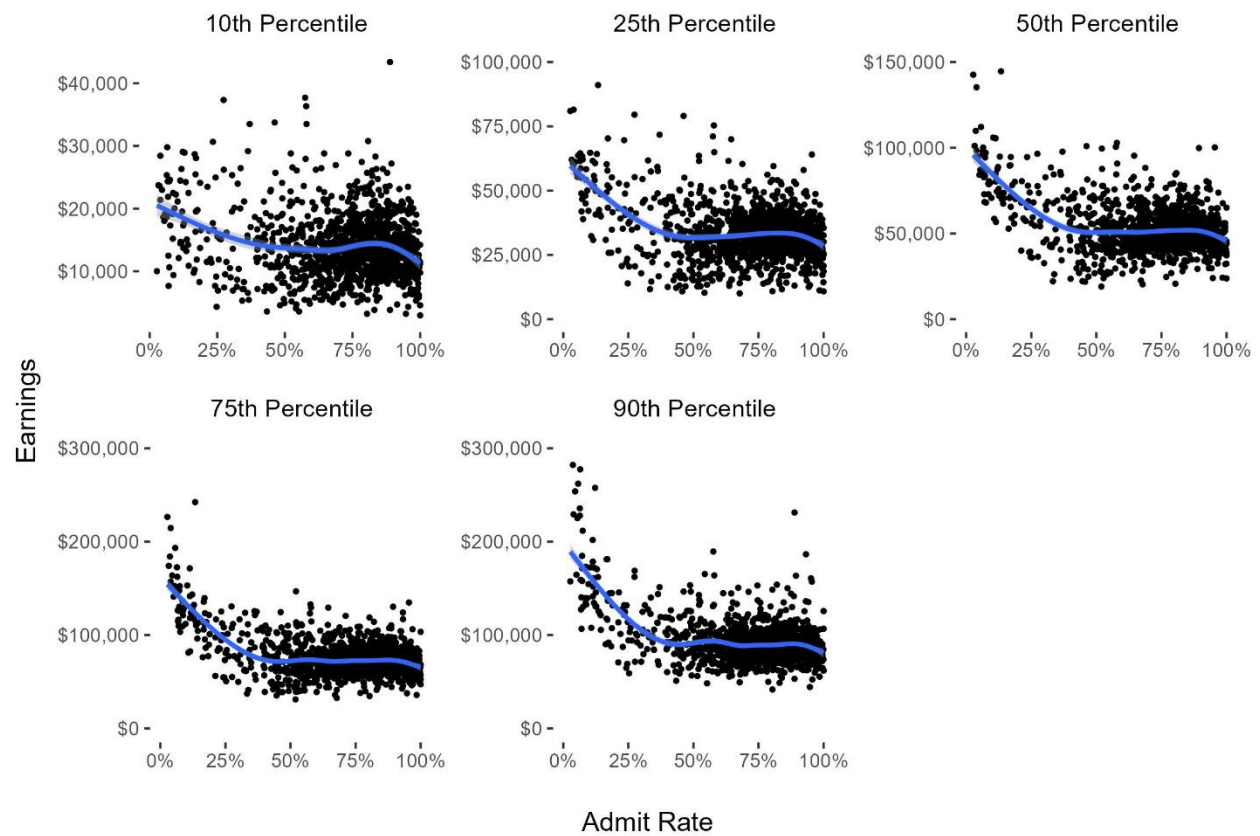 10th Percentile
25th Percentile
50th Percentile
$40,000
$30,000
$20,000
$10,000
0% 25% 50% 75% 100%
$100,000
$75,000
$50,000
$25,000
$0
0% 25% 50% 75% 100%
$150,000
$100,000
$50,000
$0
0% 25% 50% 75% 100%
Earnings
75th Percentile
90th Percentile
$300,000
$200,000
$100,000
$0
0% 25% 50% 75% 100%
$300,000
$200,000
$100,000
$0
0% 25% 50% 75% 100%
Admit Rate